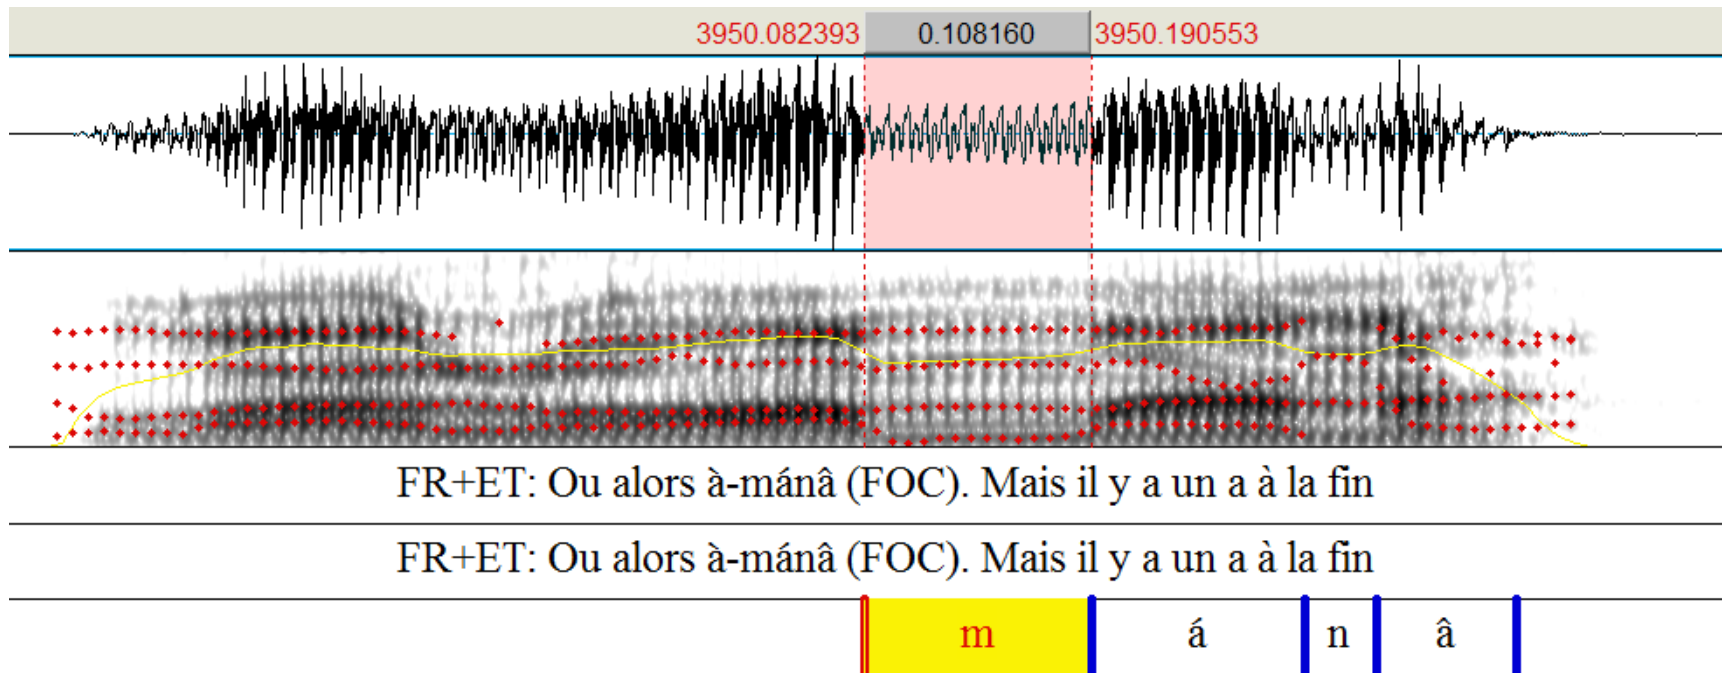 3950.082393 0.108160 3950.190553
FR+ET: Ou alors à-mánâ (FOC). Mais il y a un a à la fin
FR+ET: Ou alors à-mánâ (FOC). Mais il y a un a à la fin
m á n â